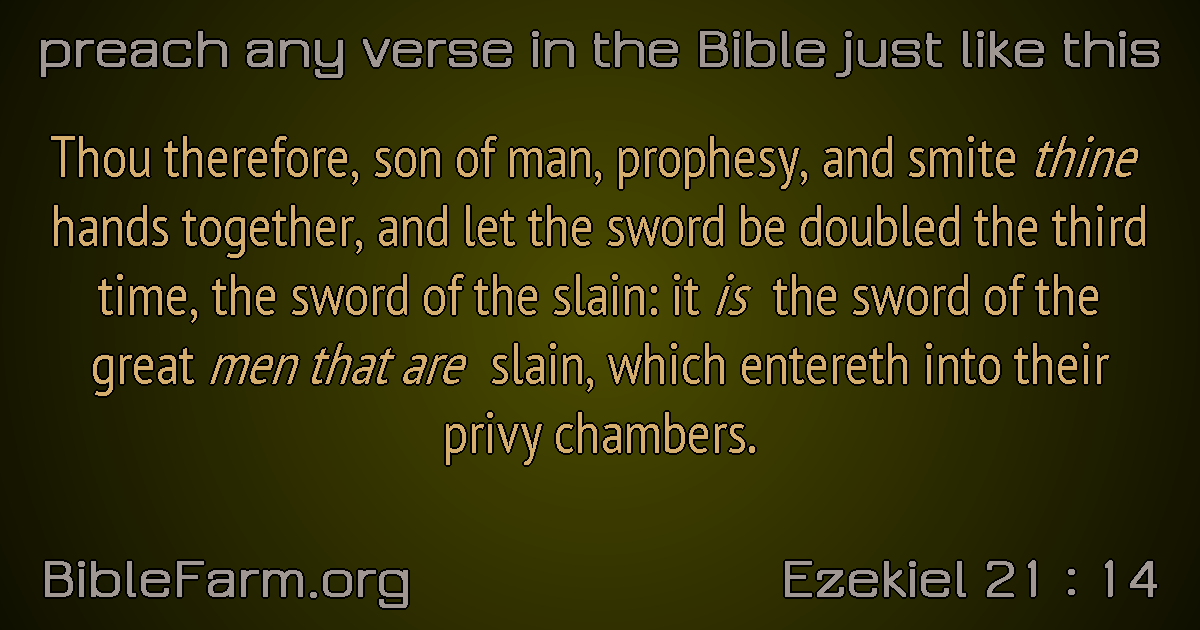 preach any verse in the Bible just like this
Thou therefore, son of man, prophesy, and smite thine
hands together, and let the sword be doubled the third
time, the sword of the slain: it is the sword of the
great men that are slain, which entereth into their
privy chambers.
BibleFarm.org
Ezekiel 21 : 14